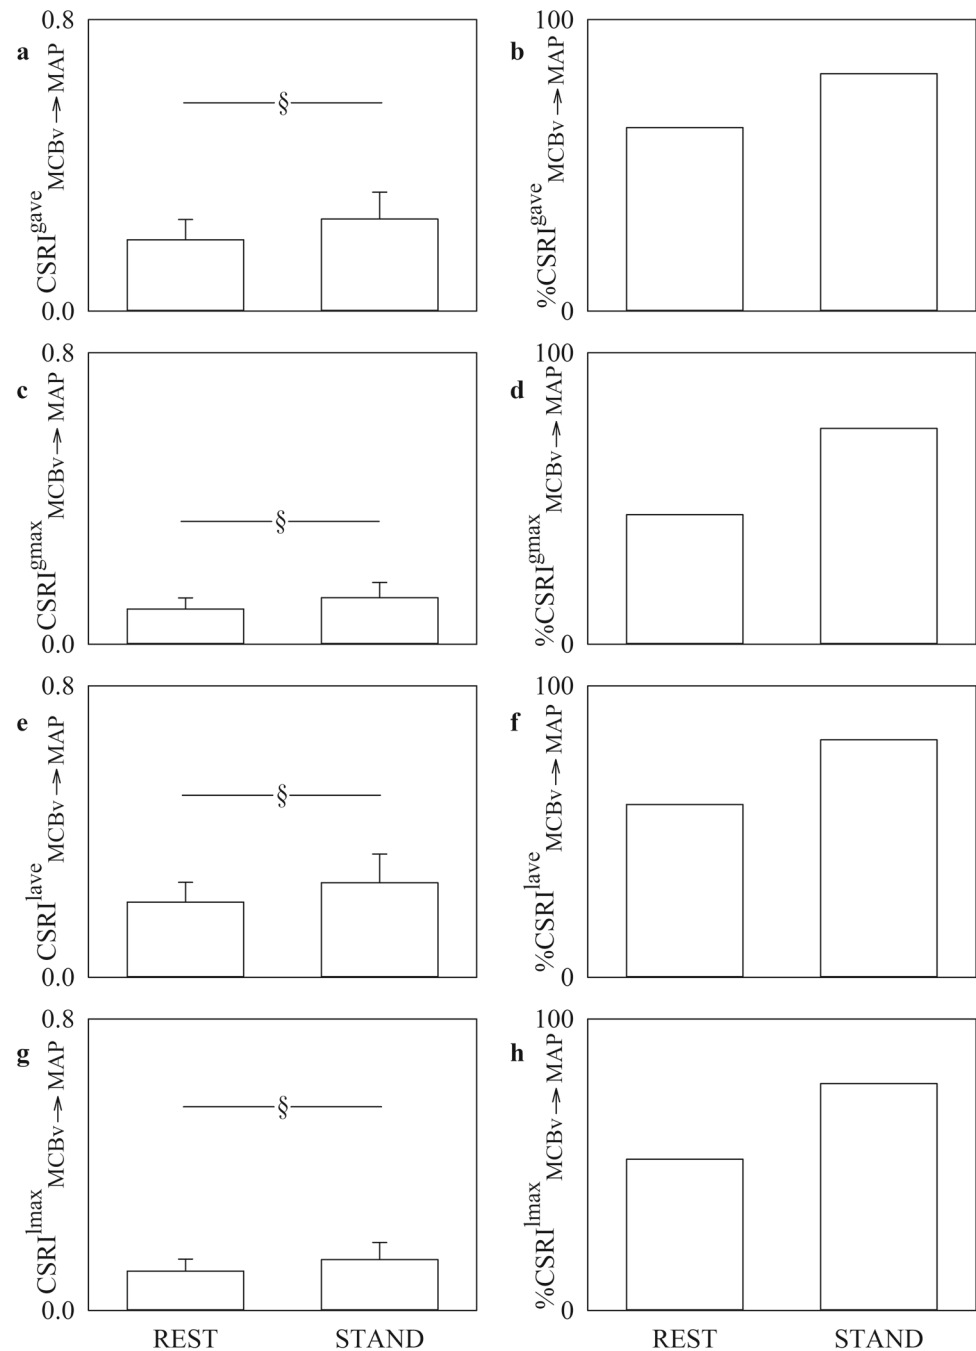 a
0.8
CSRI^gave MCBv→MAP
§
0.0
b
100
%CSRI^gave MCBv→MAP
0
c
0.8
CSRI^gmax MCBv→MAP
§
0.0
d
100
%CSRI^gmax MCBv→MAP
0
e
0.8
CSRI^lave MCBv→MAP
§
0.0
f
100
%CSRI^lave MCBv→MAP
0
g
0.8
CSRI^lmax MCBv→MAP
§
0.0
REST STAND
h
100
%CSRI^lmax MCBv→MAP
0
REST STAND